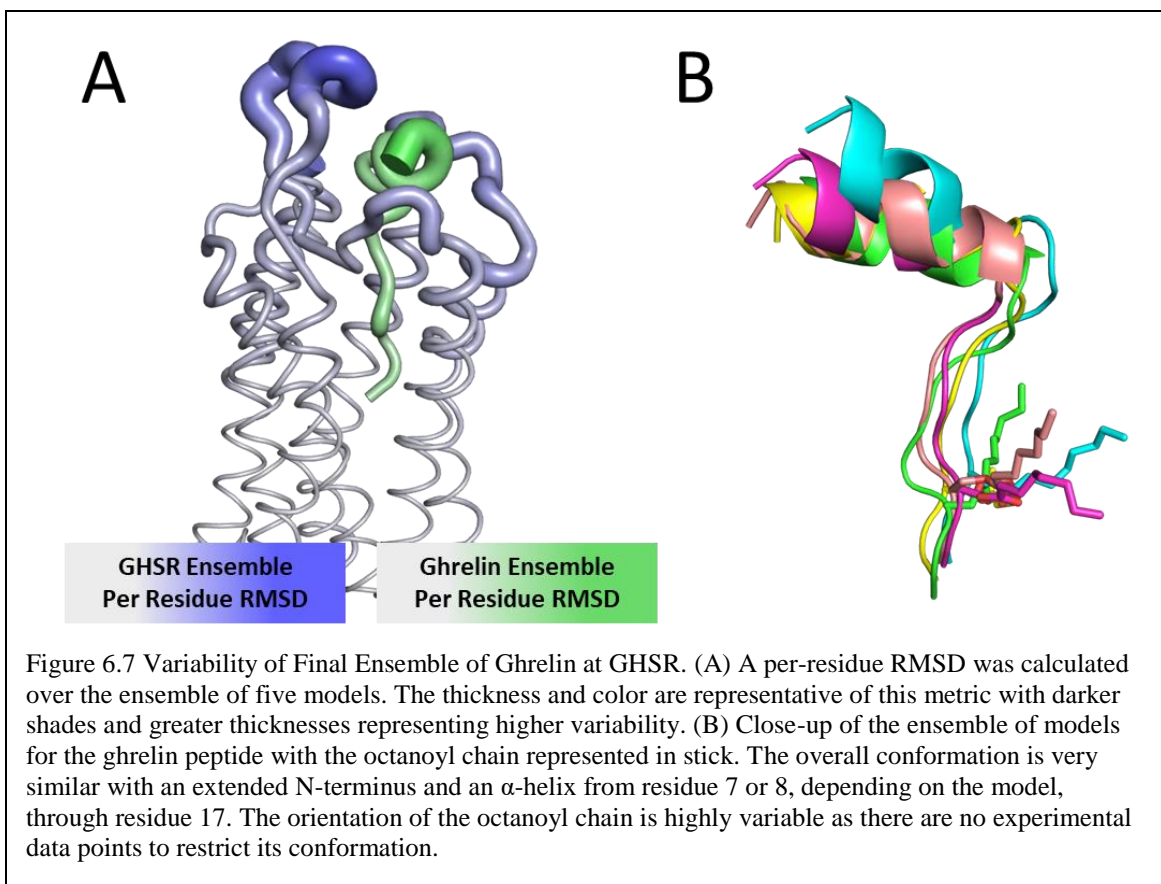 A
B
GHSR Ensemble
Per Residue RMSD
Ghrelin Ensemble
Per Residue RMSD
Figure 6.7 Variability of Final Ensemble of Ghrelin at GHSR. (A) A per-residue RMSD was calculated
over the ensemble of five models. The thickness and color are representative of this metric with darker
shades and greater thicknesses representing higher variability. (B) Close-up of the ensemble of models
for the ghrelin peptide with the octanoyl chain represented in stick. The overall conformation is very
similar with an extended N-terminus and an α-helix from residue 7 or 8, depending on the model,
through residue 17. The orientation of the octanoyl chain is highly variable as there are no experimental
data points to restrict its conformation.